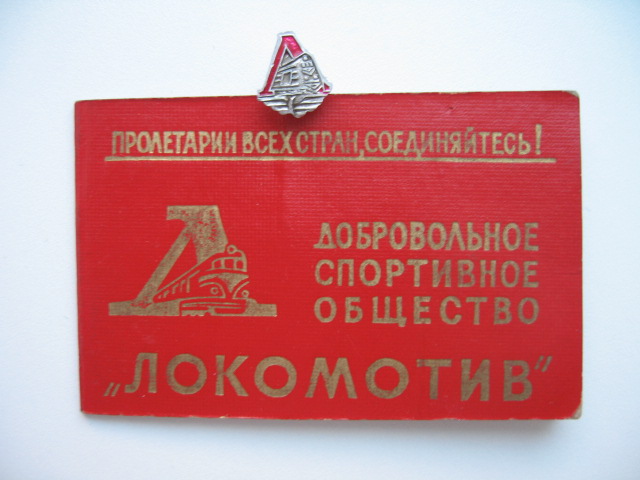 ПРОЛЕТАРИИ ВСЕХ СТРАН, СОЕДИНЯЙТЕСЬ!
ДОБРОВОЛЬНОЕ
СПОРТИВНОЕ
ОБЩЕСТВО
„ЛОКОМОТИВ"